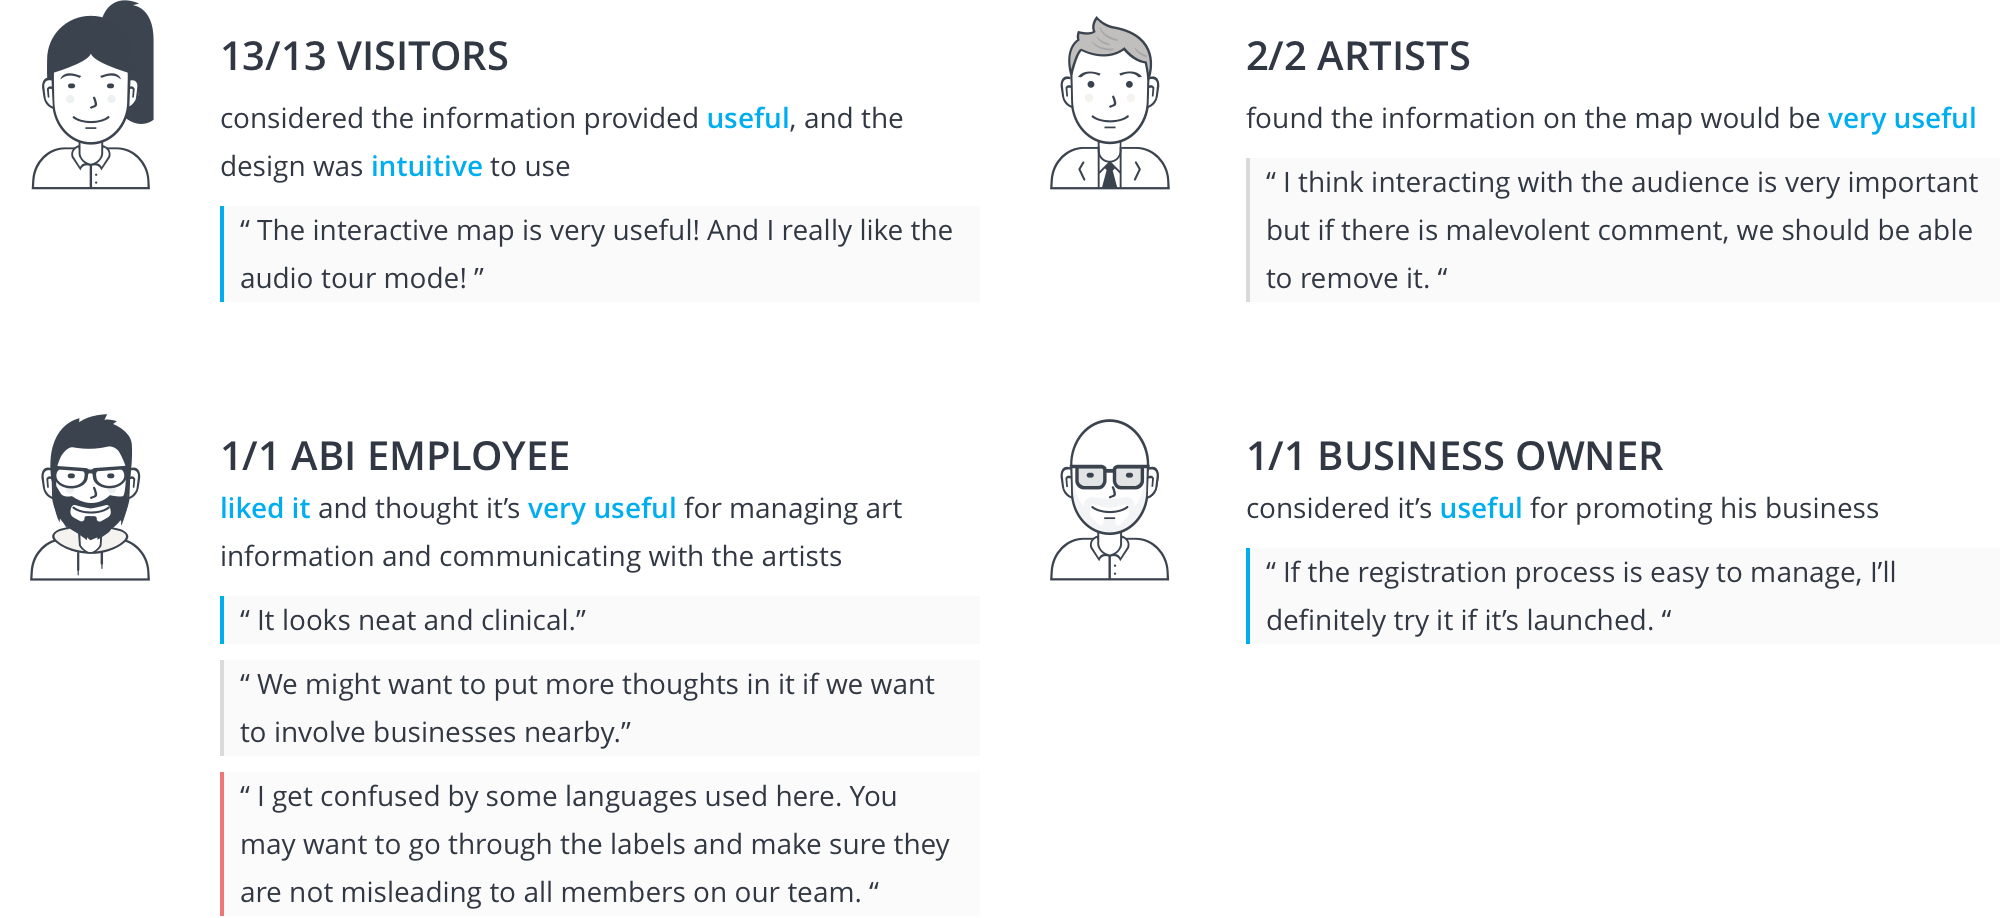 13/13 VISITORS
considered the information provided useful, and the
design was intuitive to use
“ The interactive map is very useful! And I really like the
audio tour mode! ”
2/2 ARTISTS
found the information on the map would be very useful
“ I think interacting with the audience is very important
but if there is malevolent comment, we should be able
to remove it. “
1/1 ABI EMPLOYEE
liked it and thought it’s very useful for managing art
information and communicating with the artists
“ It looks neat and clinical.”
“ We might want to put more thoughts in it if we want
to involve businesses nearby.”
“ I get confused by some languages used here. You
may want to go through the labels and make sure they
are not misleading to all members on our team. “
1/1 BUSINESS OWNER
considered it’s useful for promoting his business
“ If the registration process is easy to manage, I’ll
definitely try it if it’s launched. “